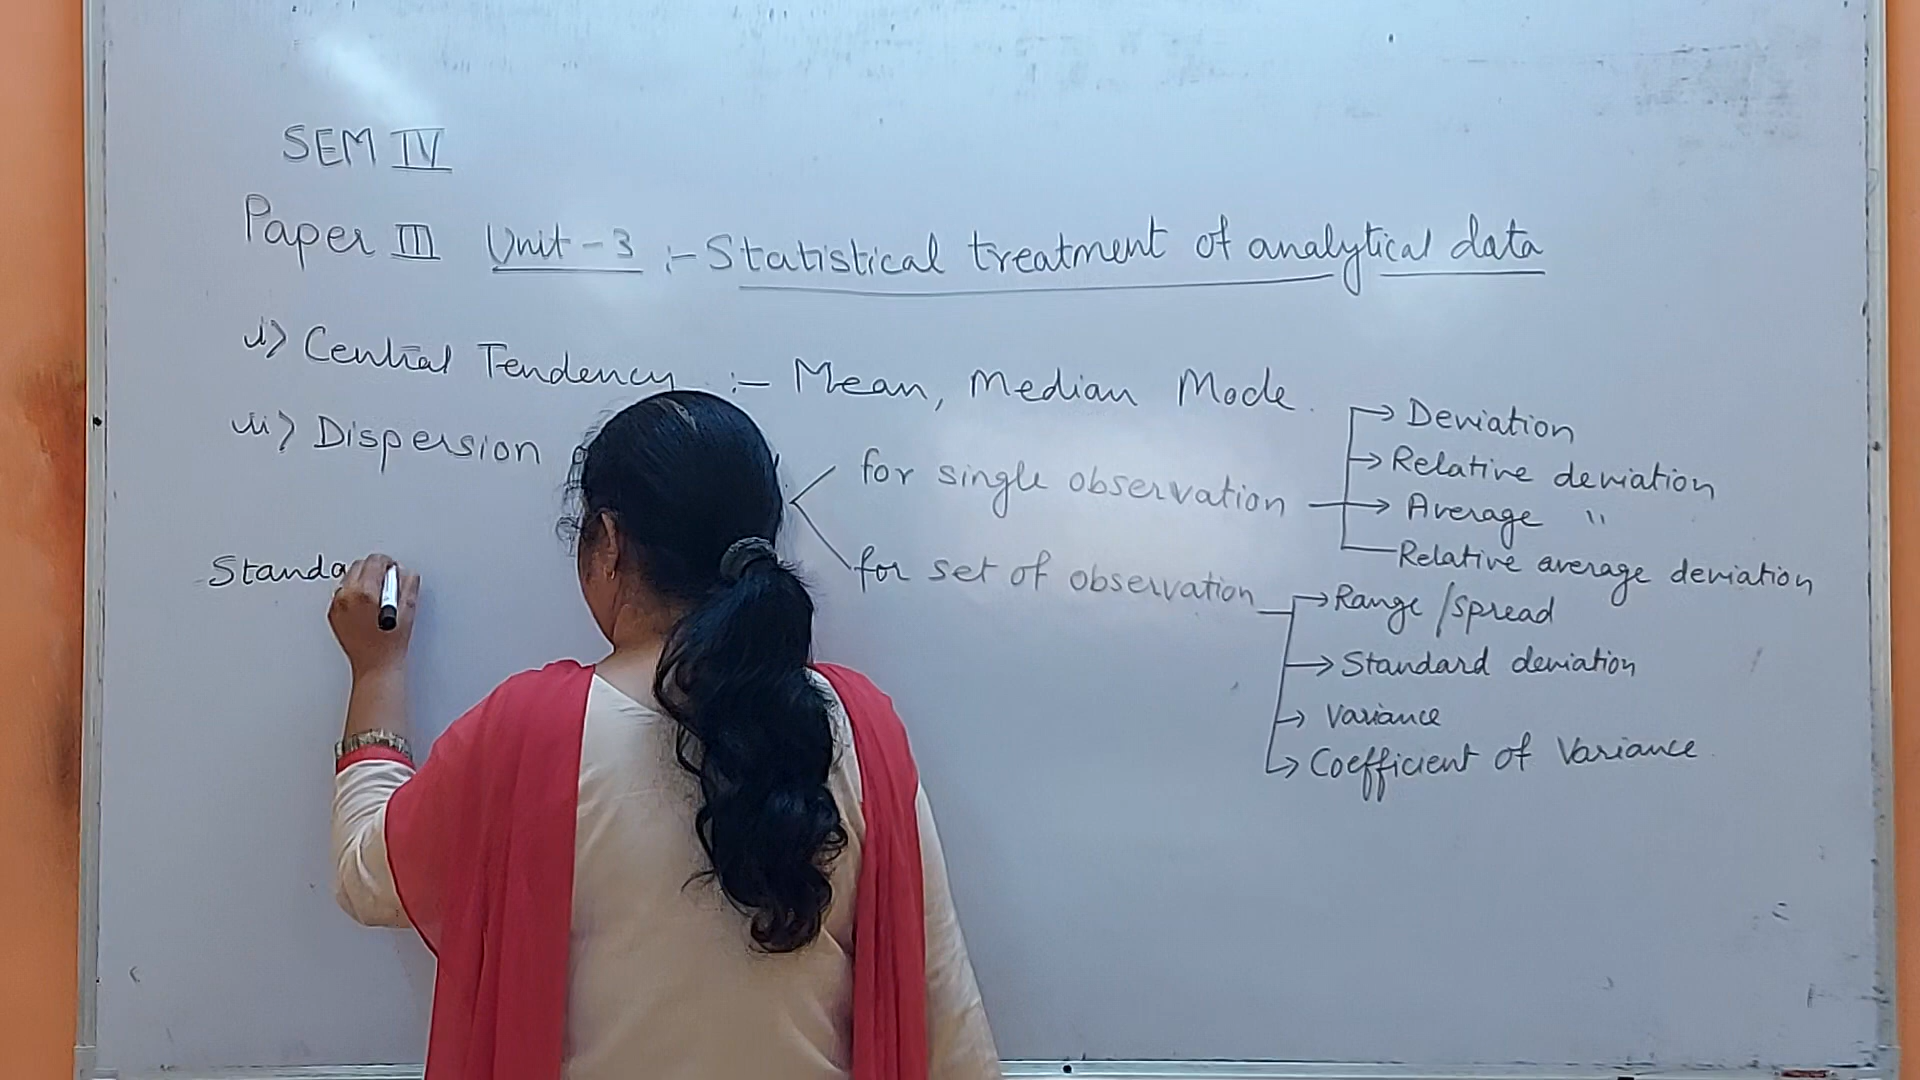 SEM IV
Paper III Unit-3 :- Statistical treatment of analytical data
i) Central Tendency :- Mean, Median Mode.
ii) Dispersion
for single observation
Deviation
Relative deviation
Average "
Relative average deviation
for set of observation
Range / spread
Standard deviation
Variance
Coefficient of Variance
Standa